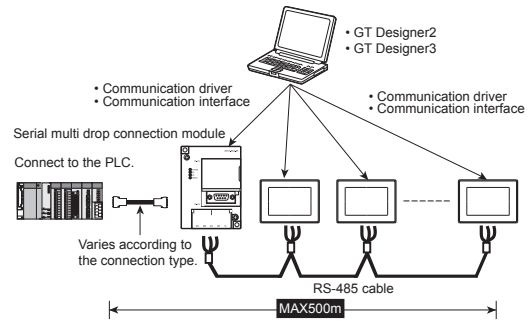 • GT Designer2
• GT Designer3
• Communication driver
• Communication interface
• Communication driver
• Communication interface
Serial multi drop connection module
Connect to the PLC.
Varies according to
the connection type.
RS-485 cable
MAX500m